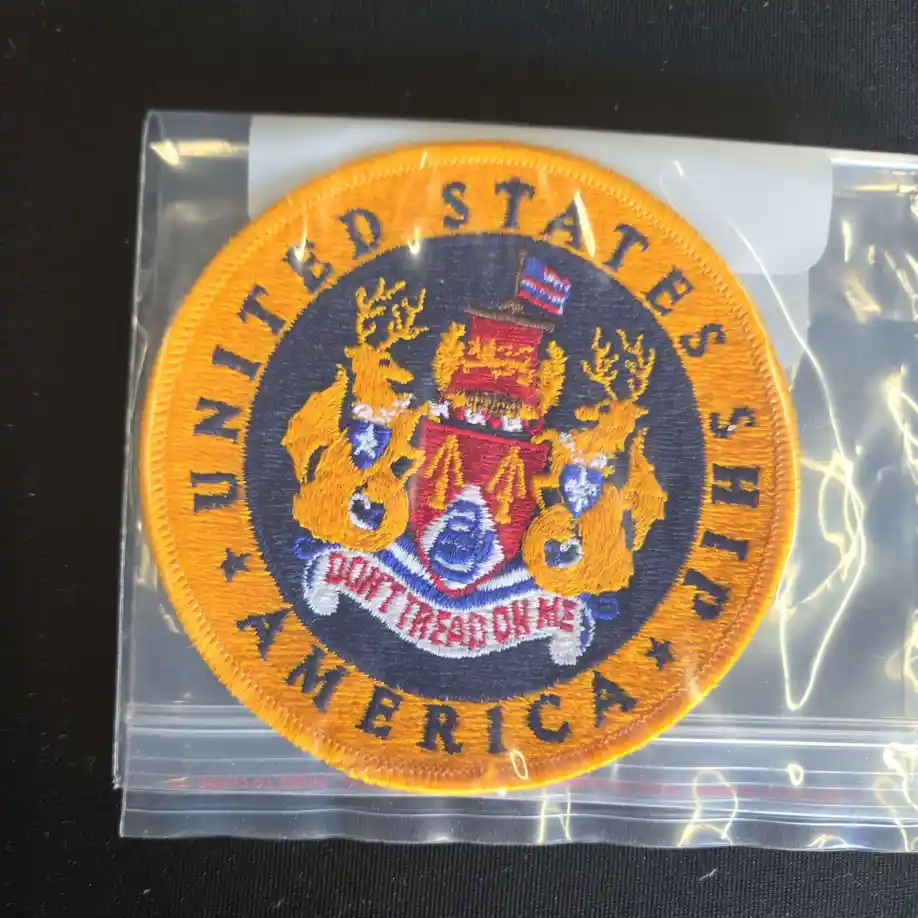 UNITED STATES SHIP
AMERICA
DON'T TREAD ON ME